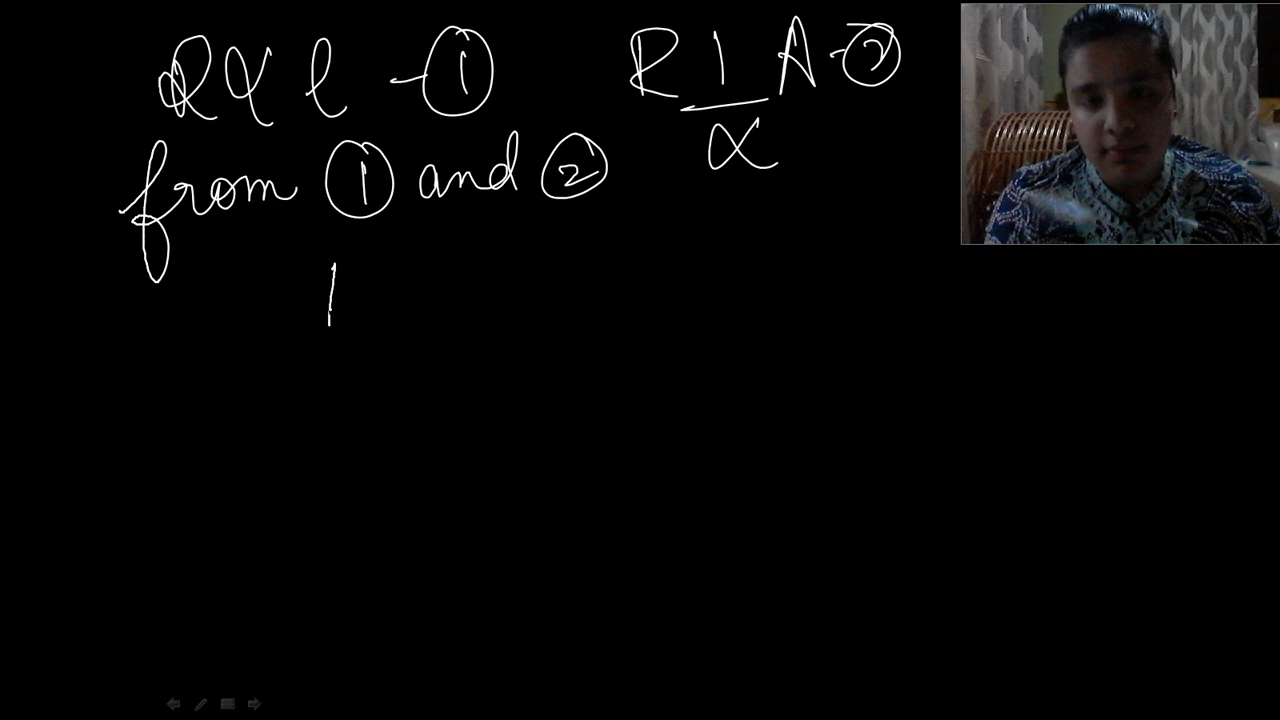 R ∝ l - ① R 1/∝ A - ②
from ① and ②